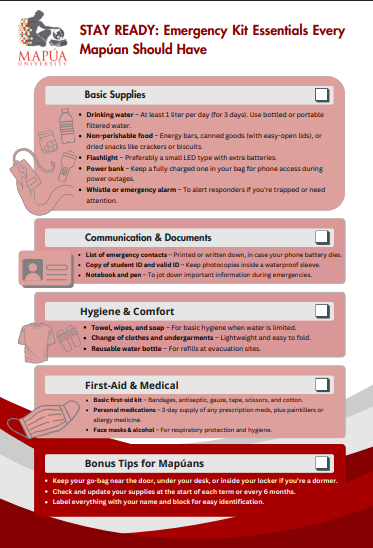 STAY READY: Emergency Kit Essentials Every
Mapúan Should Have
MAPÚA
UNIVERSITY
Basic Supplies
• Drinking water – At least 1 liter per day (for 3 days). Use bottled or portable
filtered water.
• Non-perishable food – Energy bars, canned goods (with easy-open lids), or
dried snacks like crackers or biscuits.
• Flashlight – Preferably a small LED type with extra batteries.
• Power bank – Keep a fully charged one in your bag for phone access during
power outages.
• Whistle or emergency alarm – To alert responders if you're trapped or need
attention.
Communication & Documents
• List of emergency contacts – Printed or written down, in case your phone battery dies.
• Copy of student ID and valid ID – Keep photocopies inside a waterproof sleeve.
• Notebook and pen – To jot down important information during emergencies.
Hygiene & Comfort
• Towel, wipes, and soap – For basic hygiene when water is limited.
• Change of clothes and undergarments – Lightweight and easy to fold.
• Reusable water bottle – For refills at evacuation sites.
First-Aid & Medical
• Basic first-aid kit – Bandages, antiseptic, gauze, tape, scissors, and cotton.
• Personal medications – 3-day supply of any prescription meds, plus painkillers or
allergy medicine.
• Face masks & alcohol – For respiratory protection and hygiene.
Bonus Tips for Mapúans
• Keep your go-bag near the door, under your desk, or inside your locker if you're a dormer.
• Check and update your supplies at the start of each term or every 6 months.
• Label everything with your name and block for easy identification.